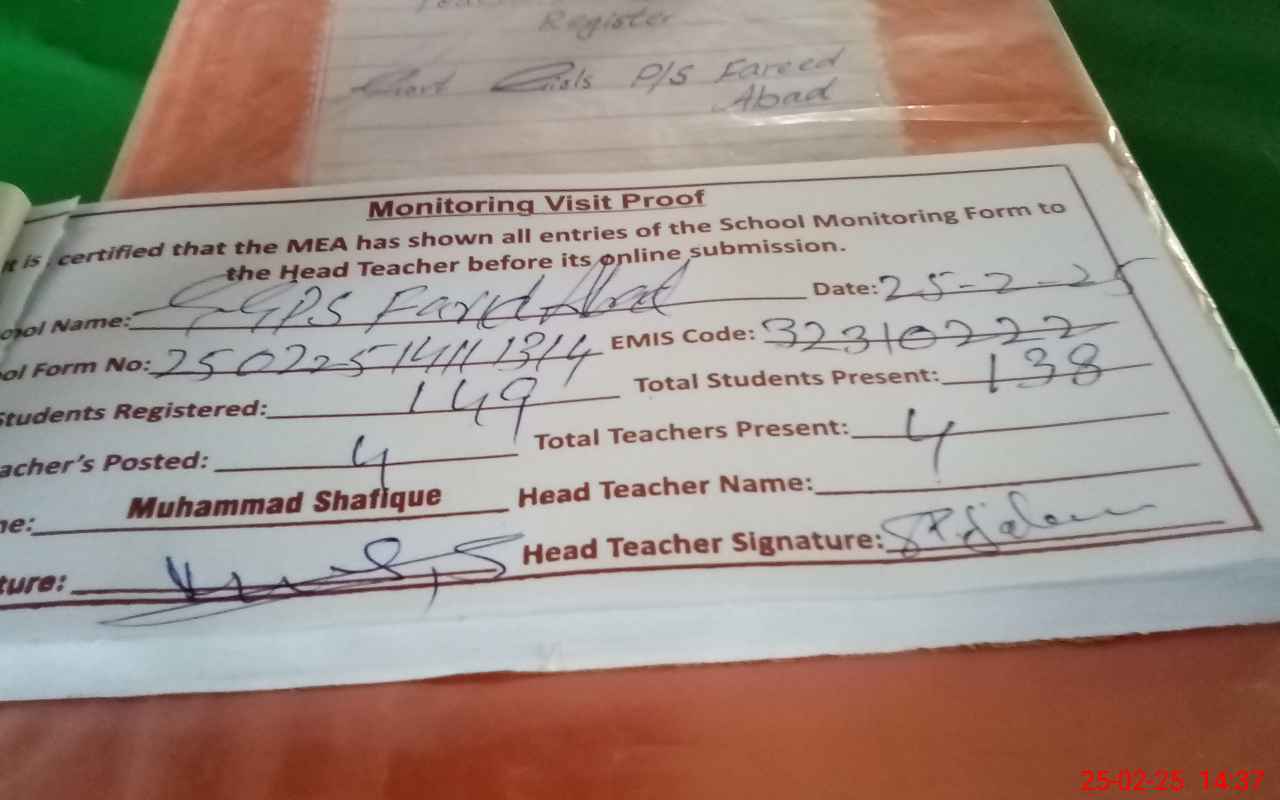 Register
Govt Girls P/S Fareed
Abad
Monitoring Visit Proof
It is certified that the MEA has shown all entries of the School Monitoring Form to
the Head Teacher before its online submission.
ool Name: GGPS Farid Abad Date: 25-2-25
ol Form No: EMIS Code: 32310222
Students Registered: 149 Total Students Present: 138
acher's Posted: 4 Total Teachers Present: 4
ne: Muhammad Shafique Head Teacher Name:
ture: Head Teacher Signature:
25-02-25 14:37